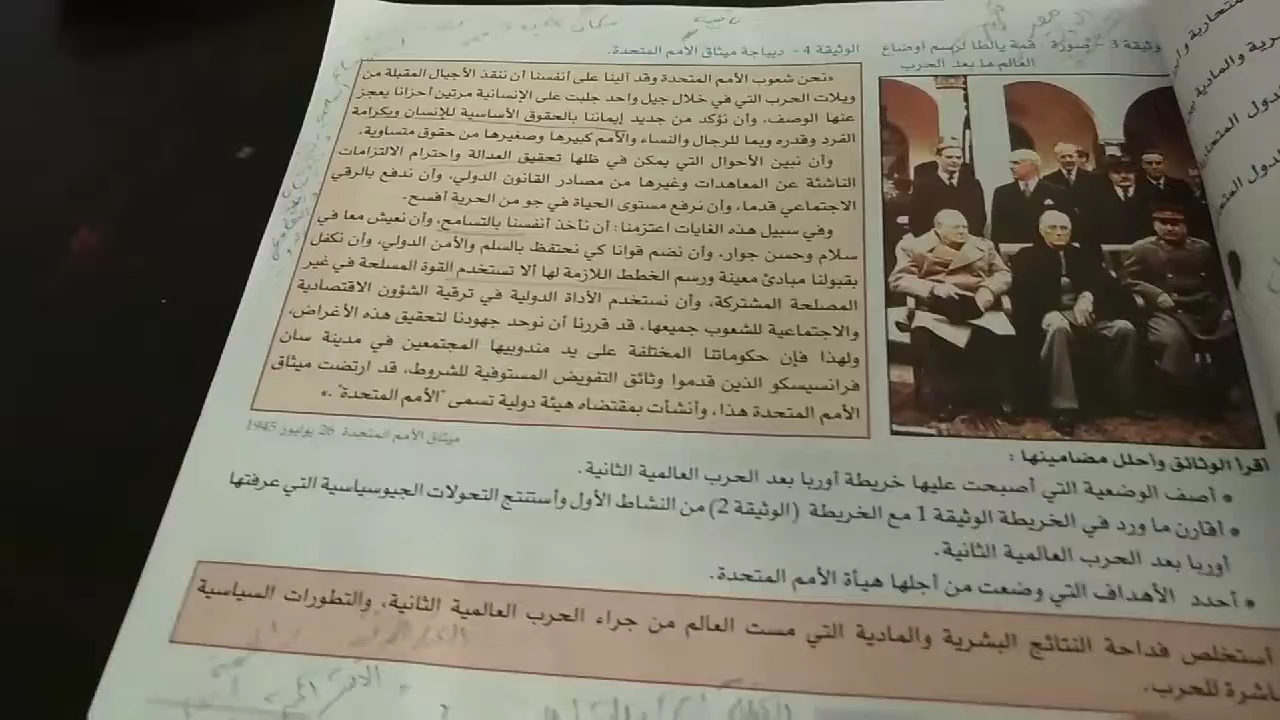 وثيقة 3 - صورة : قمة يالطا لرسم أوضاع
العالم ما بعد الحرب
الوثيقة 4 - ديباجة ميثاق الأمم المتحدة.
«نحن شعوب الأمم المتحدة وقد آلينا على أنفسنا أن ننقذ الأجيال المقبلة من
ويلات الحرب التي في خلال جيل واحد جلبت على الإنسانية مرتين أحزانا يعجز
عنها الوصف، وأن نؤكد من جديد إيماننا بالحقوق الأساسية للإنسان وبكرامة
الفرد وقدره وبما للرجال والنساء والأمم كبيرها وصغيرها من حقوق متساوية.
وأن نبين الأحوال التي يمكن في ظلها تحقيق العدالة واحترام الالتزامات
الناشئة عن المعاهدات وغيرها من مصادر القانون الدولي، وأن ندفع بالرقي
الاجتماعي قدما، وأن نرفع مستوى الحياة في جو من الحرية أفسح.
وفي سبيل هذه الغايات اعتزمنا : أن نأخذ أنفسنا بالتسامح، وأن نعيش معا في
سلام وحسن جوار، وأن نضم قوانا كي نحتفظ بالسلم والأمن الدولي، وأن نكفل
بقبولنا مبادئ معينة ورسم الخطط اللازمة لها ألا تستخدم القوة المسلحة في غير
المصلحة المشتركة، وأن نستخدم الأداة الدولية في ترقية الشؤون الاقتصادية
والاجتماعية للشعوب جميعها، قد قررنا أن نوحد جهودنا لتحقيق هذه الأغراض،
ولهذا فإن حكوماتنا المختلفة على يد مندوبيها المجتمعين في مدينة سان
فرانسيسكو الذين قدموا وثائق التفويض المستوفية للشروط، قد ارتضت ميثاق
الأمم المتحدة هذا، وأنشأت بمقتضاه هيئة دولية تسمى "الأمم المتحدة".»
ميثاق الأمم المتحدة 26 يوليوز 1945
اقرأ الوثائق وأحلل مضامينها :
• أصف الوضعية التي أصبحت عليها خريطة أوربا بعد الحرب العالمية الثانية.
• أقارن ما ورد في الخريطة الوثيقة 1 مع الخريطة (الوثيقة 2) من النشاط الأول وأستنتج التحولات الجيوسياسية التي عرفتها
أوربا بعد الحرب العالمية الثانية.
• أحدد الأهداف التي وضعت من أجلها هيأة الأمم المتحدة.
أستخلص فداحة النتائج البشرية والمادية التي مست العالم من جراء الحرب العالمية الثانية، والتطورات السياسية
للحرب.